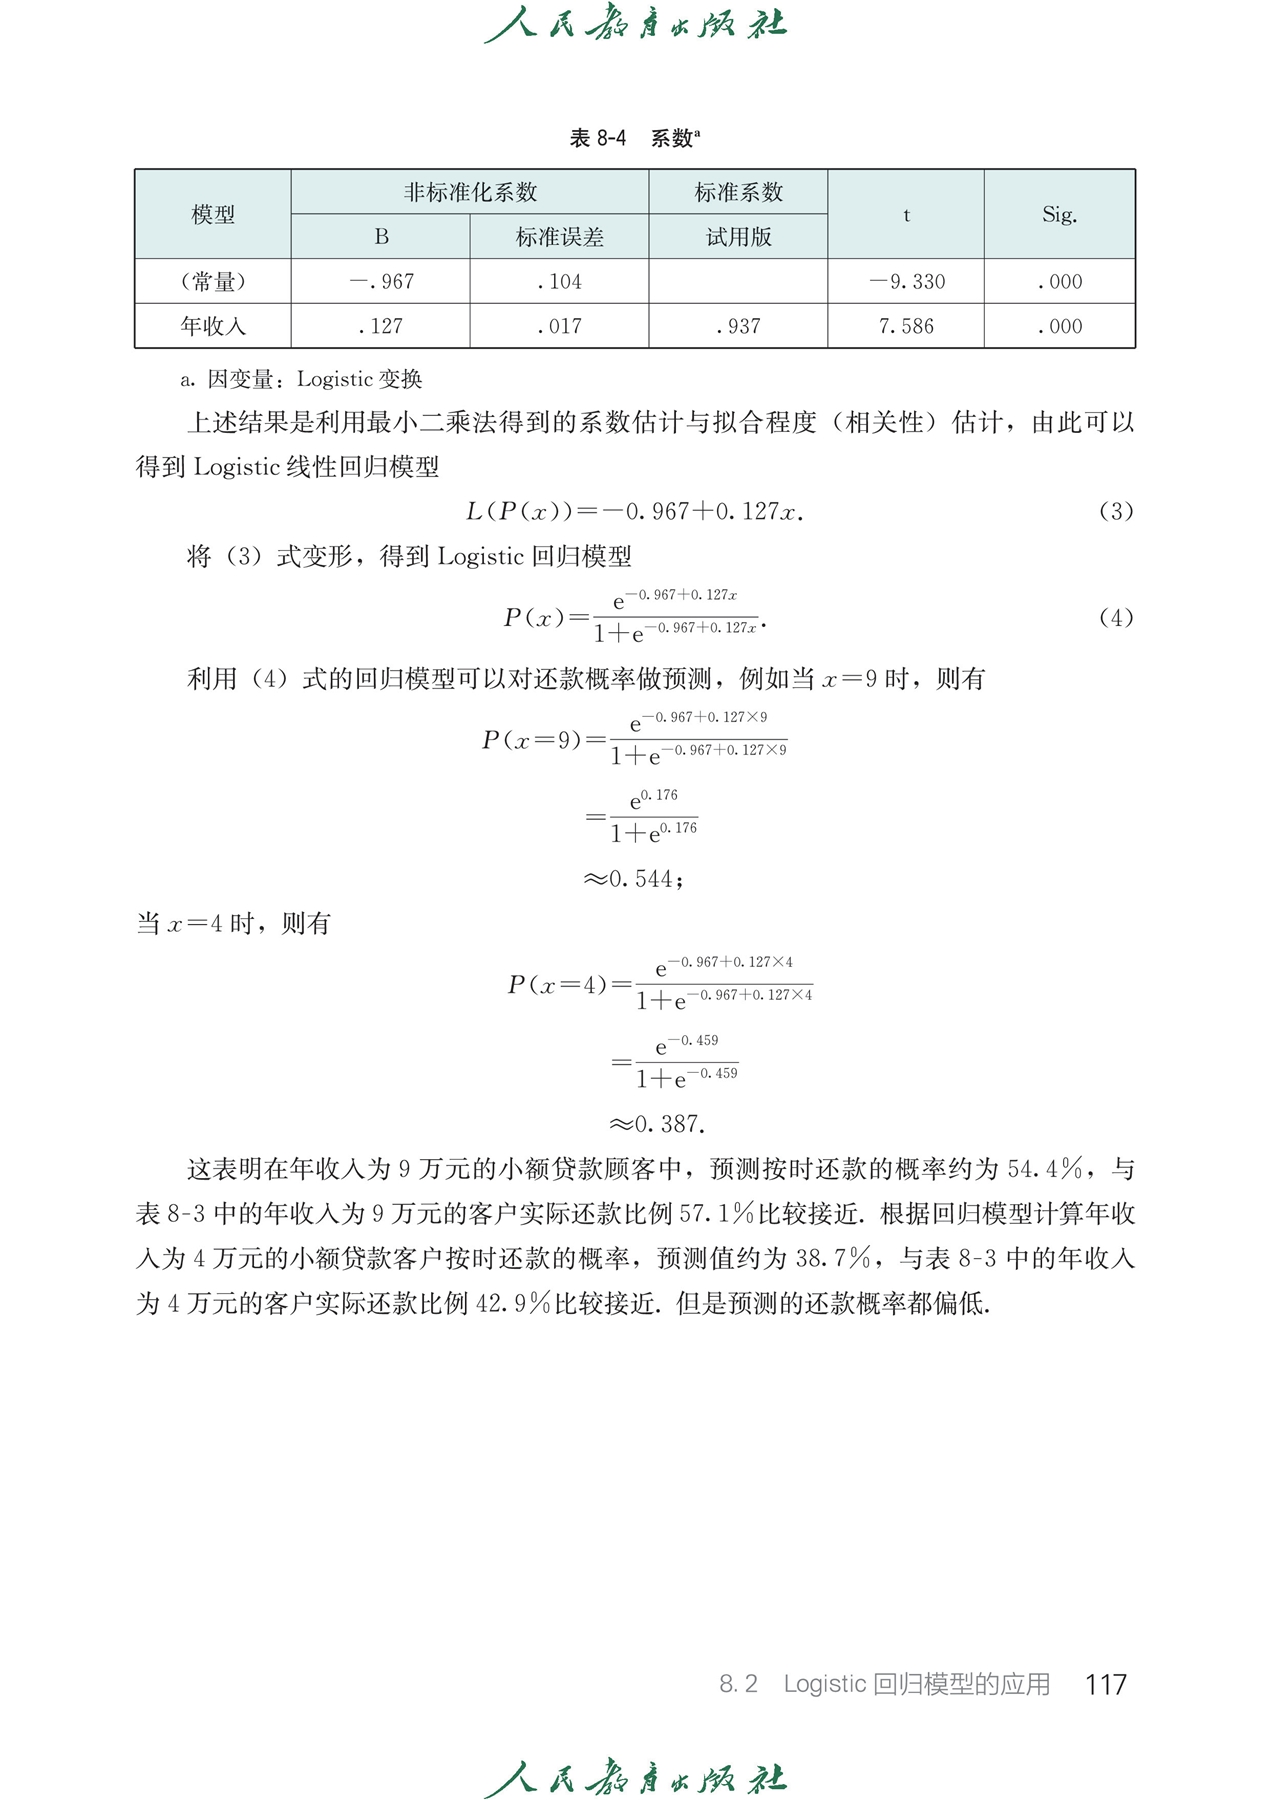 人民教育出版社
表 8-4 系数ᵃ
模型 非标准化系数 标准系数 t Sig.
B 标准误差 试用版
（常量） －.967 .104 －9.330 .000
年收入 .127 .017 .937 7.586 .000
a. 因变量：Logistic 变换
上述结果是利用最小二乘法得到的系数估计与拟合程度（相关性）估计，由此可以
得到 Logistic 线性回归模型
L(P(x))=－0.967+0.127x. （3）
将（3）式变形，得到 Logistic 回归模型
P(x)=e^{－0.967+0.127x}/(1+e^{－0.967+0.127x}). （4）
利用（4）式的回归模型可以对还款概率做预测，例如当 x=9 时，则有
P(x=9)=e^{－0.967+0.127×9}/(1+e^{－0.967+0.127×9})
=e^{0.176}/(1+e^{0.176})
≈0.544；
当 x=4 时，则有
P(x=4)=e^{－0.967+0.127×4}/(1+e^{－0.967+0.127×4})
=e^{－0.459}/(1+e^{－0.459})
≈0.387.
这表明在年收入为 9 万元的小额贷款顾客中，预测按时还款的概率约为 54.4%，与
表 8-3 中的年收入为 9 万元的客户实际还款比例 57.1%比较接近. 根据回归模型计算年收
入为 4 万元的小额贷款客户按时还款的概率，预测值约为 38.7%，与表 8-3 中的年收入
为 4 万元的客户实际还款比例 42.9%比较接近. 但是预测的还款概率都偏低.
8.2 Logistic 回归模型的应用 117
人民教育出版社